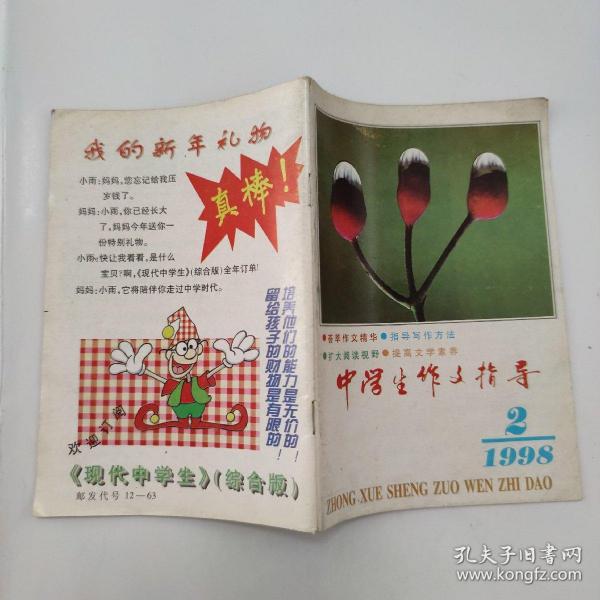 我的新年礼物
真棒！
小雨：妈妈，您忘记给我压
岁钱了。
妈妈：小雨，你已经长大
了，妈妈今年送你一
份特别礼物。
小雨：快让我看看，是什么
宝贝？啊，《现代中学生》（综合版）全年订单！
妈妈：小雨，它将陪伴你走过中学时代。
培养他们的能力是无价的！
留给孩子的财物是有限的！
欢迎订阅
《现代中学生》（综合版）
邮发代号 12—63
●荟萃作文精华 ●指导写作方法
●扩大阅读视野 ●提高文学素养
中学生作文指导
2
1998
ZHONG XUE SHENG ZUO WEN ZHI DAO
孔夫子旧书网
www.kongfz.com